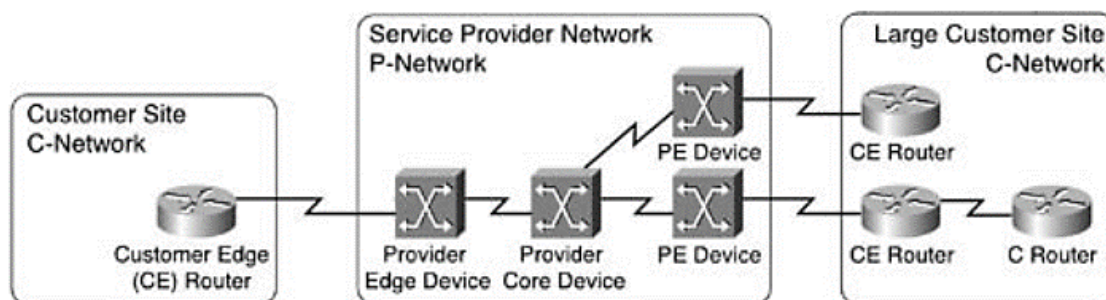 Service Provider Network
P-Network
Large Customer Site
C-Network
Customer Site
C-Network
PE Device
CE Router
Customer Edge
(CE) Router
Provider
Edge Device
Provider
Core Device
PE Device
CE Router
C Router